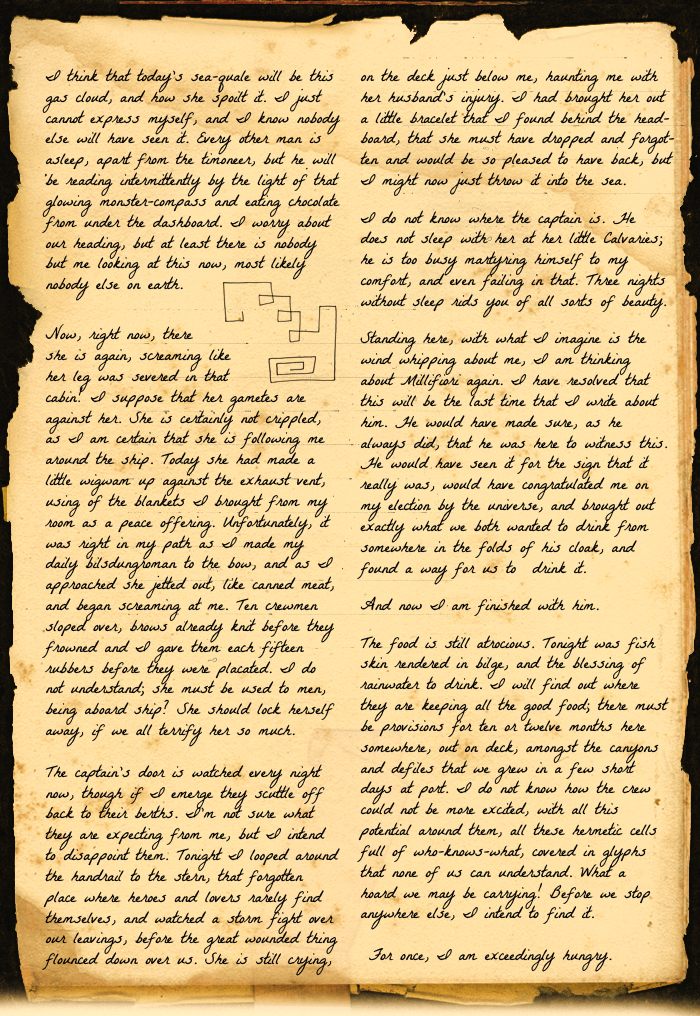 I think that today's sea-quale will be this
gas cloud, and how she spoilt it. I just
cannot express myself, and I know nobody
else will have seen it. Every other man is
asleep, apart from the timoneer, but he will
be reading intermittently by the light of that
glowing monster-compass and eating chocolate
from under the dashboard. I worry about
our heading, but at least there is nobody
but me looking at this now, most likely
nobody else on earth.
Now, right now, there
she is again, screaming like
her leg was severed in that
cabin! I suppose that her gametes are
against her. She is certainly not crippled,
as I am certain that she is following me
around the ship. Today she had made a
little wigwam up against the exhaust vent,
using of the blankets I brought from my
room as a peace offering. Unfortunately, it
was right in my path as I made my
daily bilsdungroman to the bow, and as I
approached she jetted out, like canned meat,
and began screaming at me. Ten crewmen
sloped over, brows already knit before they
frowned and I gave them each fifteen
rubbers before they were placated. I do
not understand; she must be used to men,
being aboard ship? She should lock herself
away, if we all terrify her so much.
The captain's door is watched every night
now, though if I emerge they scuttle off
back to their berths. I'm not sure what
they are expecting from me, but I intend
to disappoint them. Tonight I looped around
the handrail to the stern, that forgotten
place where heroes and lovers rarely find
themselves, and watched a storm fight over
our leavings, before the great wounded thing
flounced down over us. She is still crying,
on the deck just below me, haunting me with
her husband's injury. I had brought her out
a little bracelet that I found behind the head-
board, that she must have dropped and forgot-
ten and would be so pleased to have back, but
I might now just throw it into the sea.
I do not know where the captain is. He
does not sleep with her at her little Calvaries;
he is too busy martyring himself to my
comfort, and even failing in that. Three nights
without sleep rids you of all sorts of beauty.
Standing here, with what I imagine is the
wind whipping about me, I am thinking
about Millifiori again. I have resolved that
this will be the last time that I write about
him. He would have made sure, as he
always did, that he was here to witness this.
He would have seen it for the sign that it
really was, would have congratulated me on
my election by the universe, and brought out
exactly what we both wanted to drink from
somewhere in the folds of his cloak, and
found a way for us to drink it.
And now I am finished with him.
The food is still atrocious. Tonight was fish
skin rendered in bilge, and the blessing of
rainwater to drink. I will find out where
they are keeping all the good food; there must
be provisions for ten or twelve months here
somewhere, out on deck, amongst the canyons
and defiles that we grew in a few short
days at port. I do not know how the crew
could not be more excited, with all this
potential around them, all these hermetic cells
full of who-knows-what, covered in glyphs
that none of us can understand. What a
hoard we may be carrying! Before we stop
anywhere else, I intend to find it.
For once, I am exceedingly hungry.